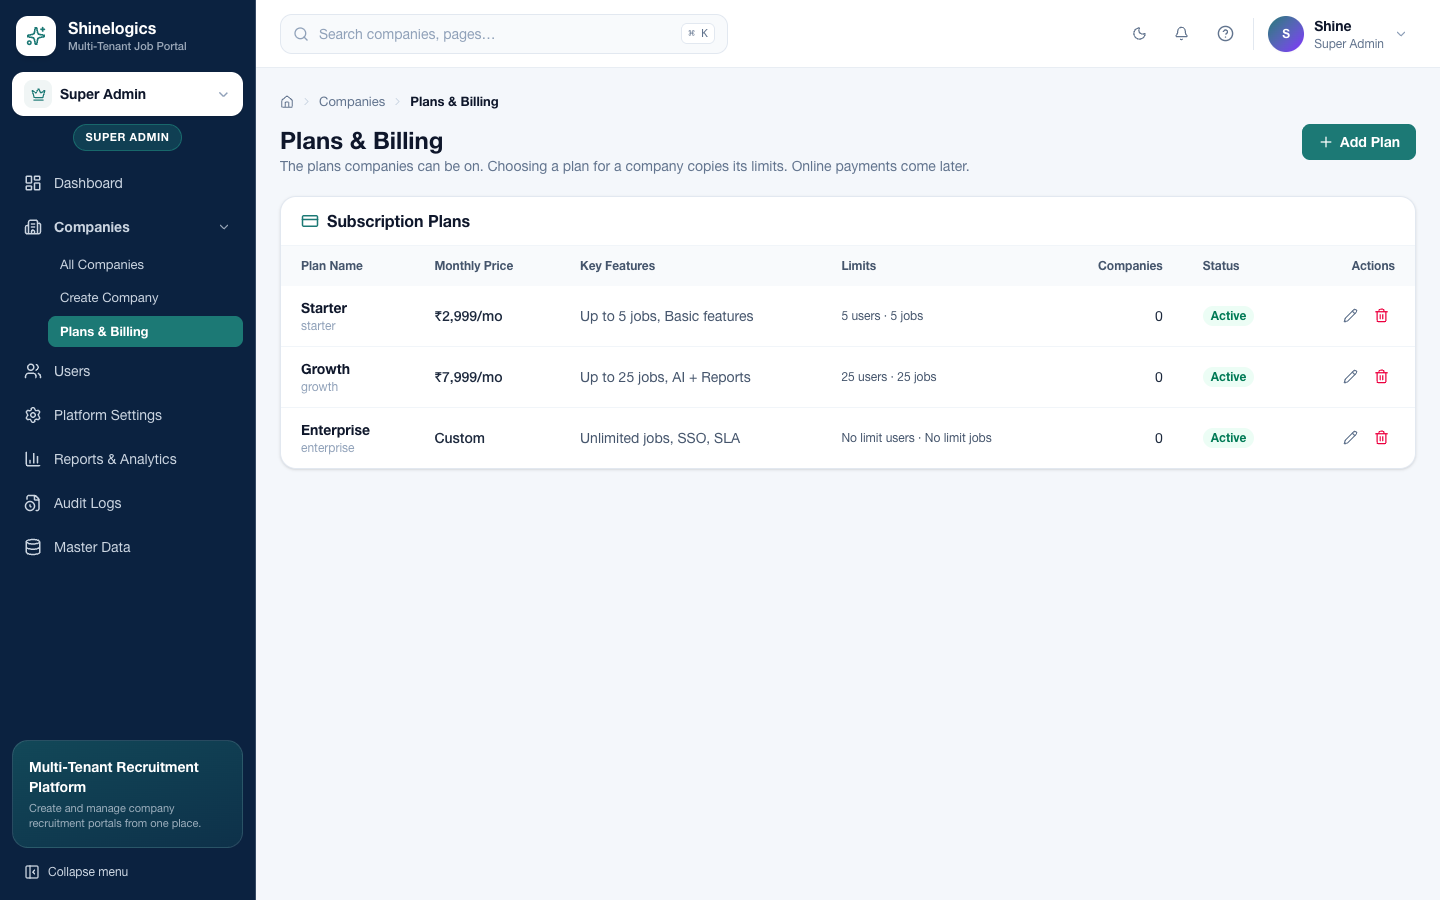 Shinelogics
Multi-Tenant Job Portal
Super Admin
SUPER ADMIN
Dashboard
Companies
All Companies
Create Company
Plans & Billing
Users
Platform Settings
Reports & Analytics
Audit Logs
Master Data
Multi-Tenant Recruitment
Platform
Create and manage company
recruitment portals from one place.
Collapse menu
Search companies, pages...
⌘ K
S
Shine
Super Admin
Companies
Plans & Billing
Plans & Billing
The plans companies can be on. Choosing a plan for a company copies its limits. Online payments come later.
Add Plan
Subscription Plans
Plan Name Monthly Price Key Features Limits Companies Status Actions
Starter
starter
₹2,999/mo Up to 5 jobs, Basic features 5 users · 5 jobs 0 Active
Growth
growth
₹7,999/mo Up to 25 jobs, AI + Reports 25 users · 25 jobs 0 Active
Enterprise
enterprise
Custom Unlimited jobs, SSO, SLA No limit users · No limit jobs 0 Active